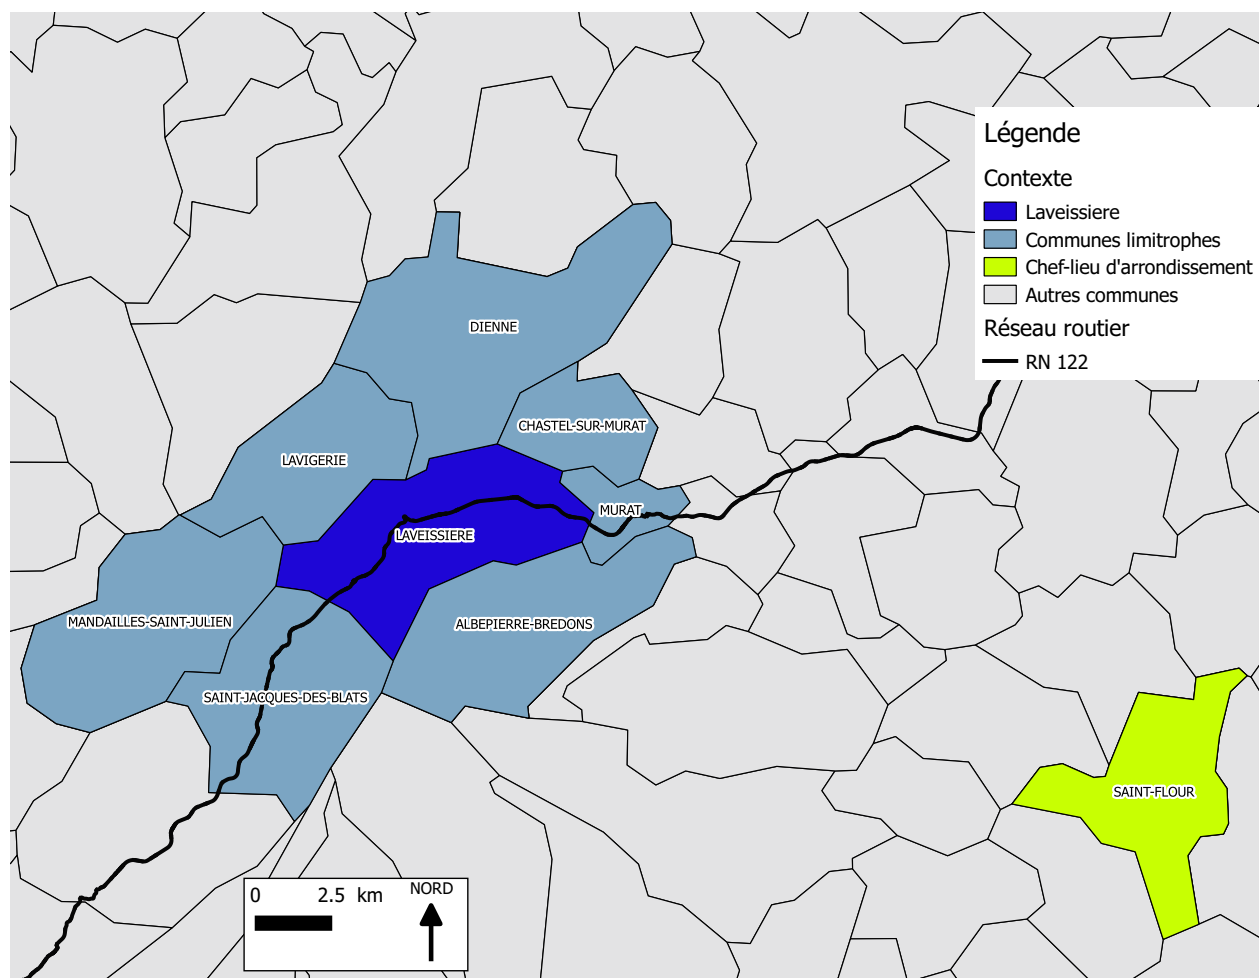 Légende
Contexte
Laveissiere
Communes limitrophes
Chef-lieu d'arrondissement
Autres communes
Réseau routier
RN 122
DIENNE
CHASTEL-SUR-MURAT
LAVIGERIE
MURAT
LAVEISSIERE
MANDAILLES-SAINT-JULIEN
ALBEPIERRE-BREDONS
SAINT-JACQUES-DES-BLATS
SAINT-FLOUR
0 2.5 km
NORD